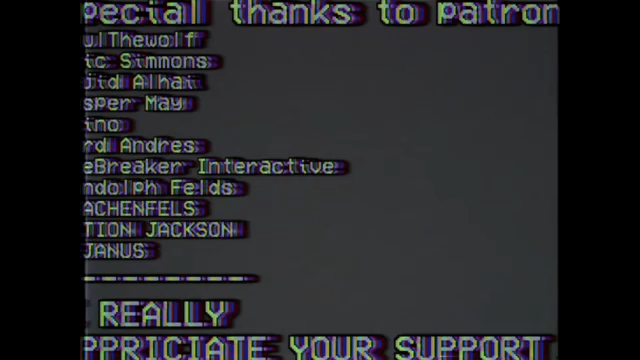 pecial thanks to patron
ulThewolf
ic Simmons
jid Alhai
sper May
ino
rd Andres
eBreaker Interactive
ndolph Felds
ACHENFELS
TION JACKSON
JANUS
REALLY
PPRICIATE YOUR SUPPORT